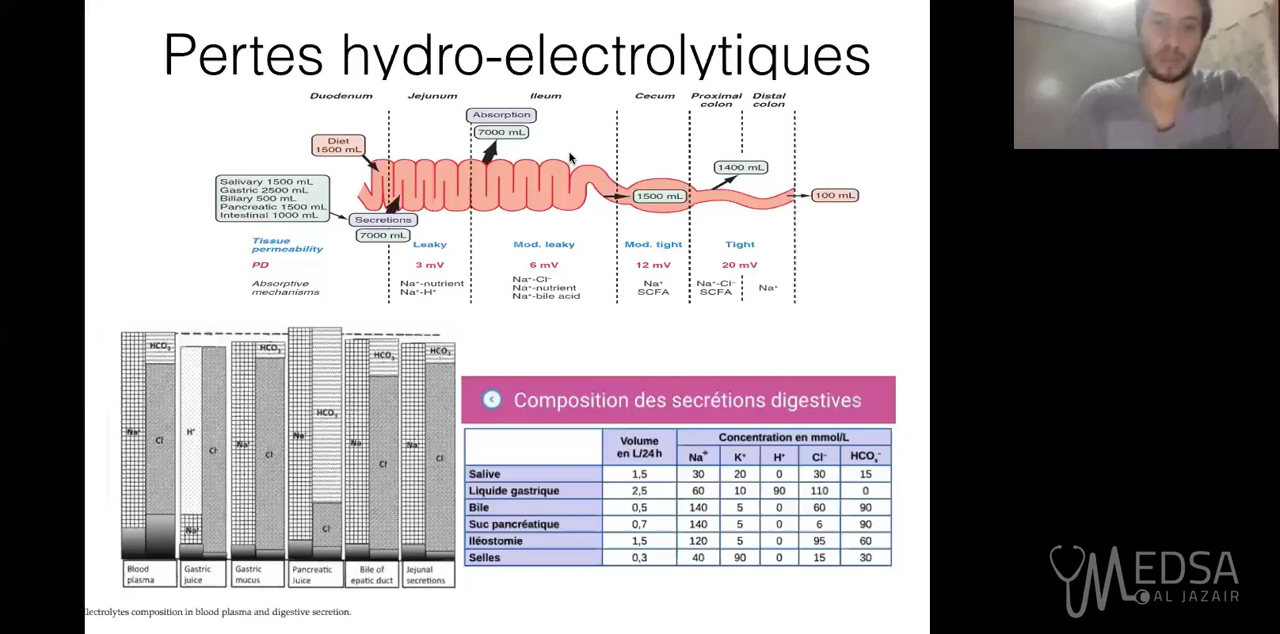 Pertes hydro-electrolytiques
Duodenum Jejunum Ileum Cecum Proximal colon Distal colon
Absorption
7000 mL
Diet
1500 mL
1400 mL
Salivary 1500 mL
Gastric 2500 mL
Biliary 500 mL
Pancreatic 1500 mL
Intestinal 1000 mL
1500 mL
100 mL
Secretions
7000 mL
Tissue permeability Leaky Mod. leaky Mod. tight Tight
PD 3 mV 6 mV 12 mV 20 mV
Absorptive mechanisms
Na⁺-nutrient
Na⁺-H⁺
Na⁺-Cl⁻
Na⁺-nutrient
Na⁺-bile acid
Na⁺
SCFA
Na⁺-Cl⁻
SCFA
Na⁺
HCO₃ HCO₃ HCO₃ HCO₃
HCO₃
Na⁺ Cl H⁺ Cl Na⁺ Cl Na Na Cl Na Cl
Na⁺ Cl
Blood plasma
Gastric juice
Gastric mucus
Pancreatic Juice
Bile of epatic duct
Jejunal secretions
lectrolytes composition in blood plasma and digestive secretion.
Composition des secrétions digestives
Volume en L/24 h Concentration en mmol/L
Na⁺ K⁺ H⁺ Cl⁻ HCO₃⁻
Salive 1,5 30 20 0 30 15
Liquide gastrique 2,5 60 10 90 110 0
Bile 0,5 140 5 0 60 90
Suc pancréatique 0,7 140 5 0 6 90
Iléostomie 1,5 120 5 0 95 60
Selles 0,3 40 90 0 15 30
MEDSA
AL JAZAIR